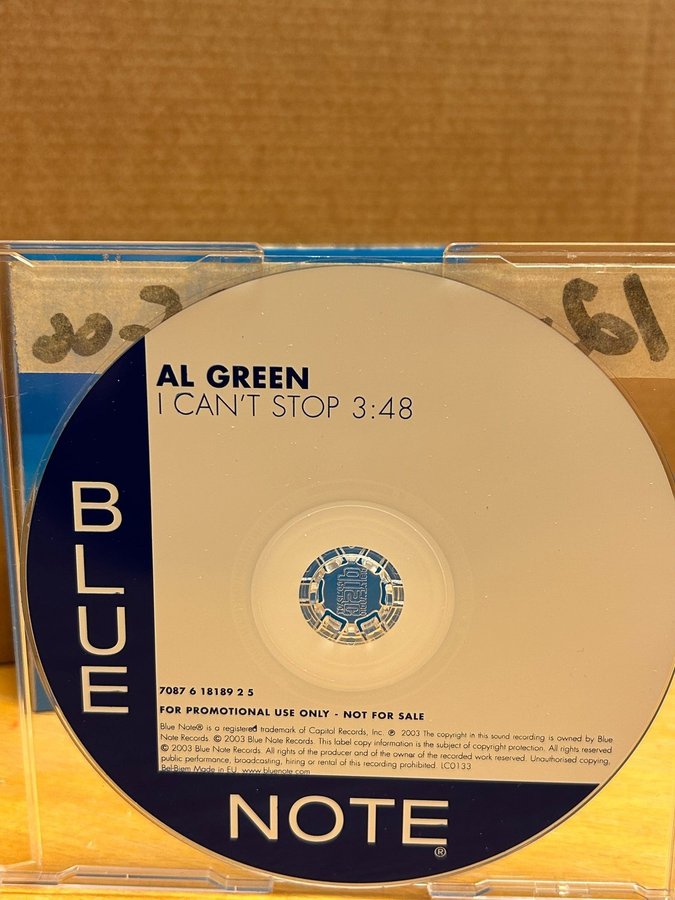 AL GREEN
I CAN'T STOP 3:48
BLUE
7087 6 18189 2 5
FOR PROMOTIONAL USE ONLY - NOT FOR SALE
Blue Note® is a registered trademark of Capitol Records, Inc. ℗ 2003 The copyright in this sound recording is owned by Blue
Note Records. © 2003 Blue Note Records. This label copy information is the subject of copyright protection. All rights reserved
© 2003 Blue Note Records. All rights of the producer and of the owner of the recorded work reserved. Unauthorised copying,
public performance, broadcasting, hiring or rental of this recording prohibited. LC0133
Bel-Biem Made in EU. www.bluenote.com
NOTE®